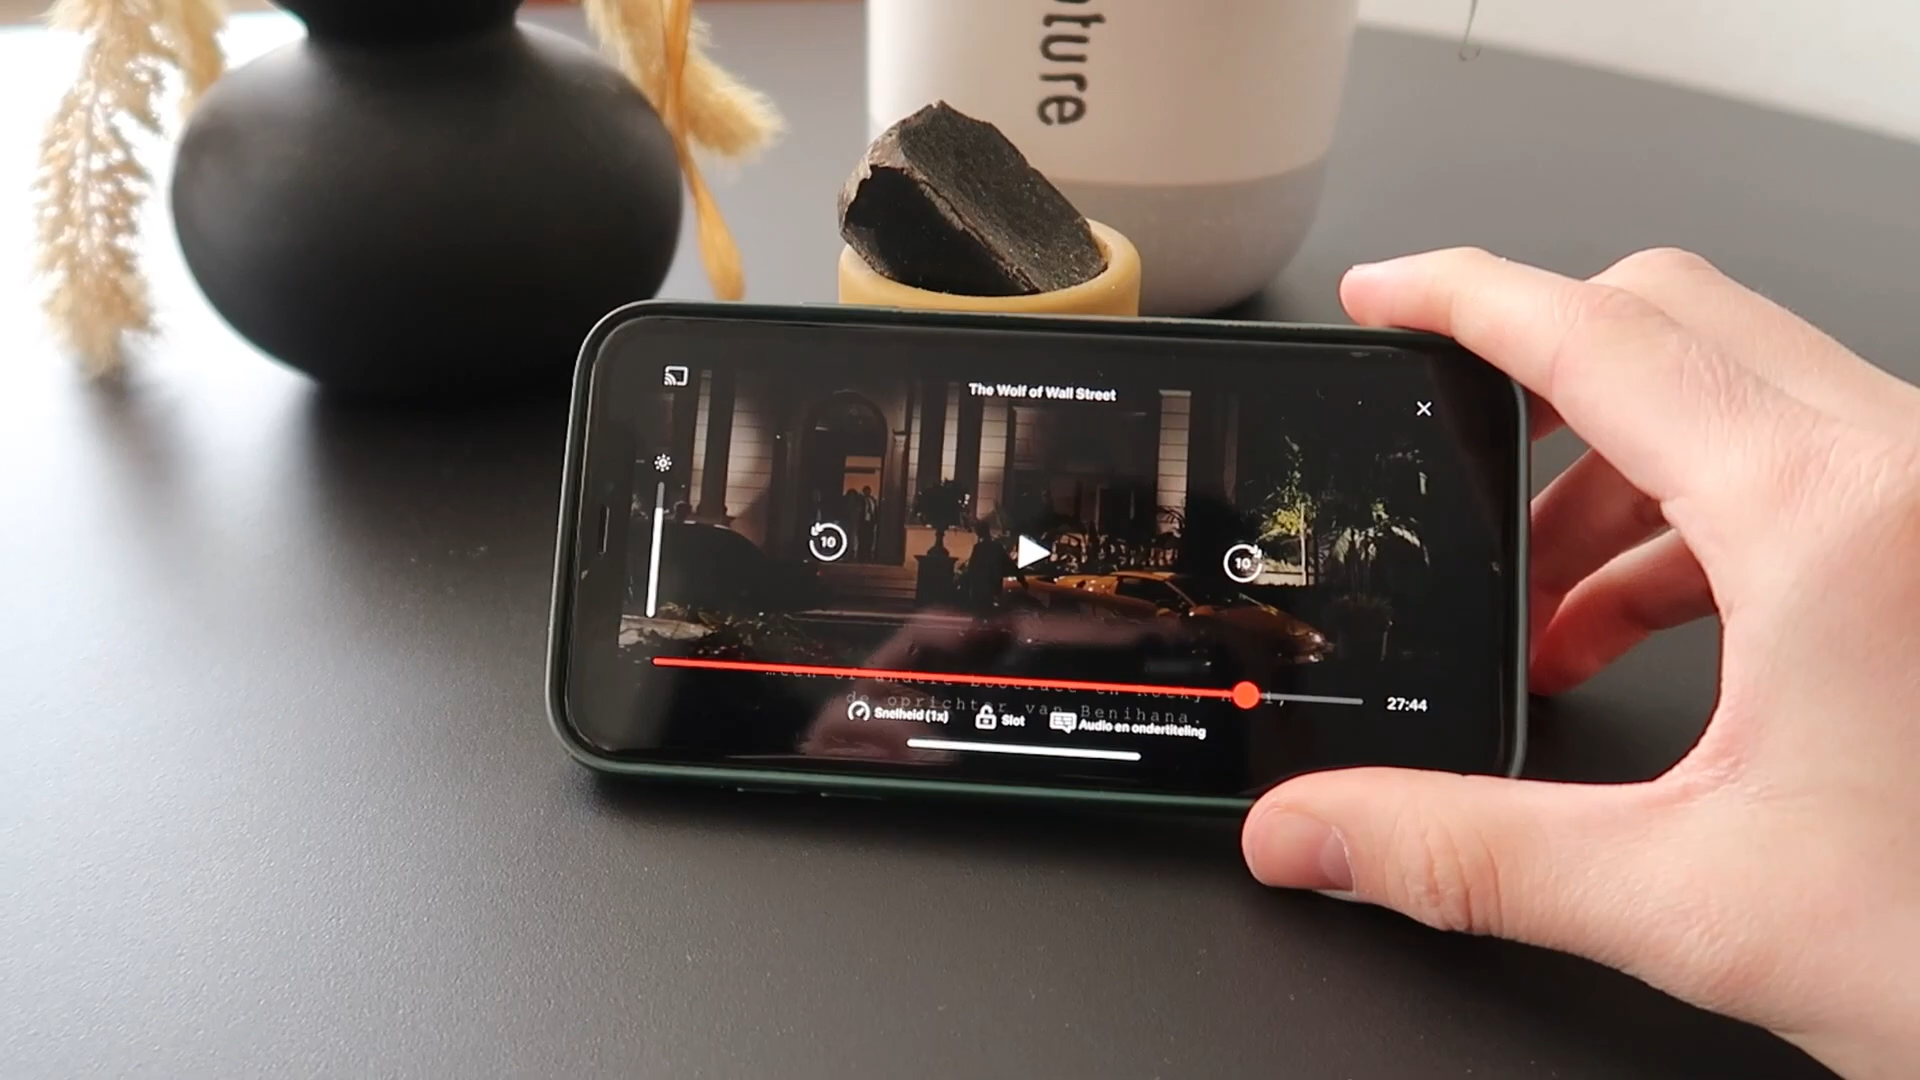 ature
The Wolf of Wall Street
10
10
27:44
de oprichter van Benihana.
Snelheid (1x)
Slot
Audio en ondertiteling